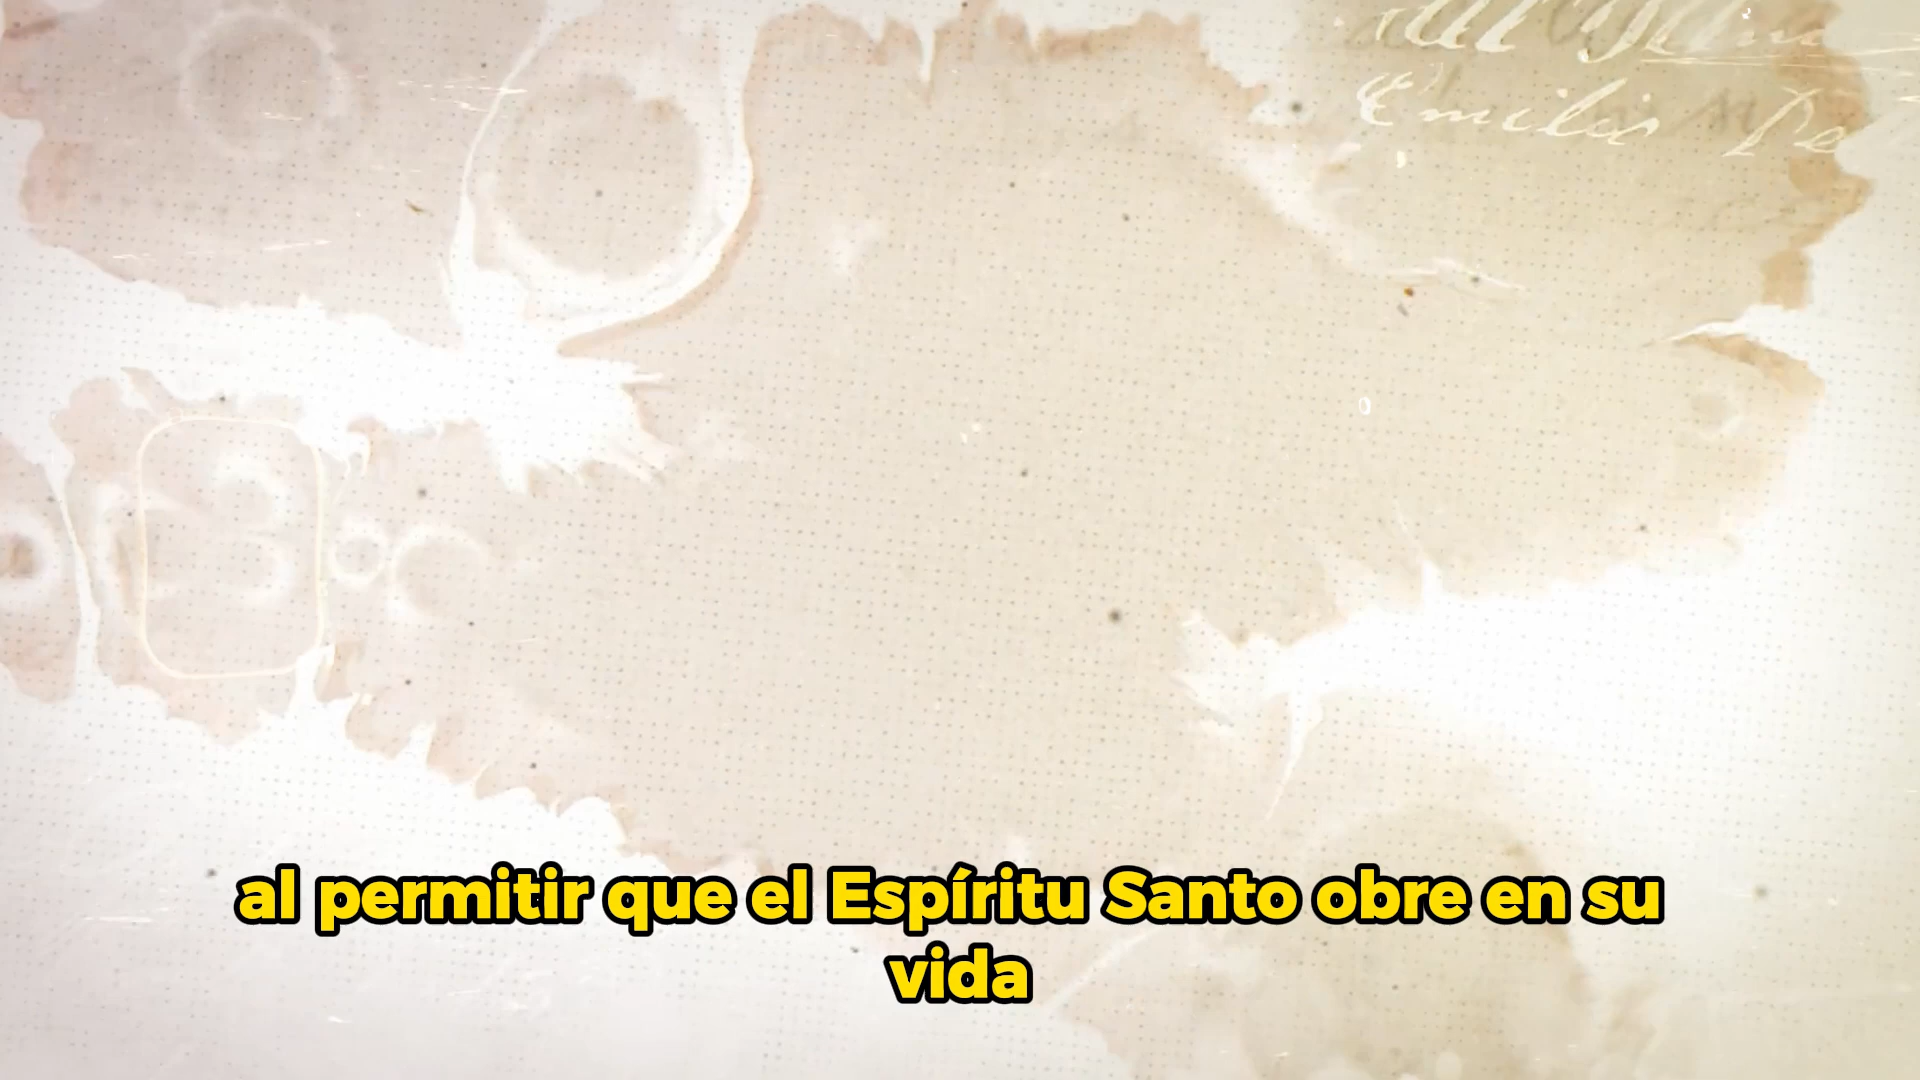 al permitir que el Espíritu Santo obre en su
vida